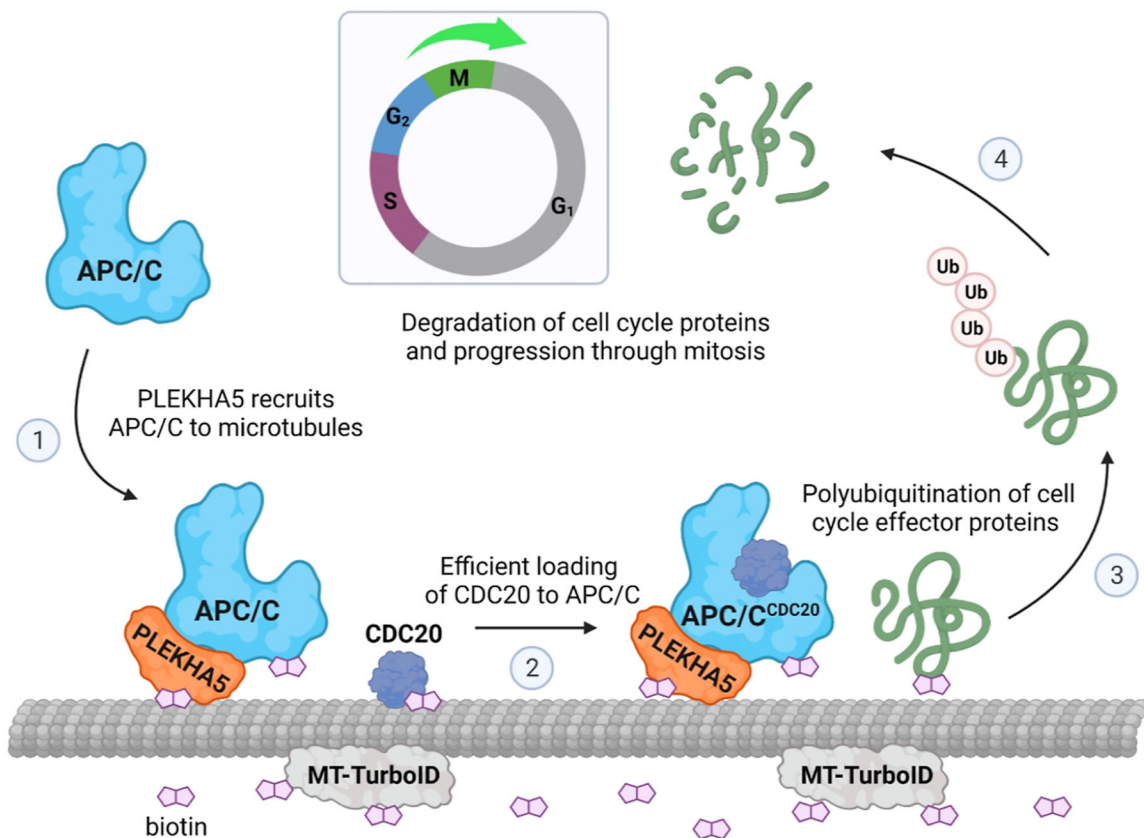 M
G₂
S
G₁
APC/C
Degradation of cell cycle proteins
and progression through mitosis
4
Ub
Ub
Ub
Ub
1
PLEKHA5 recruits
APC/C to microtubules
APC/C
PLEKHA5
CDC20
Efficient loading
of CDC20 to APC/C
2
APC/Cᶜᴰᶜ²⁰
PLEKHA5
Polyubiquitination of cell
cycle effector proteins
3
MT-TurboID
MT-TurboID
biotin